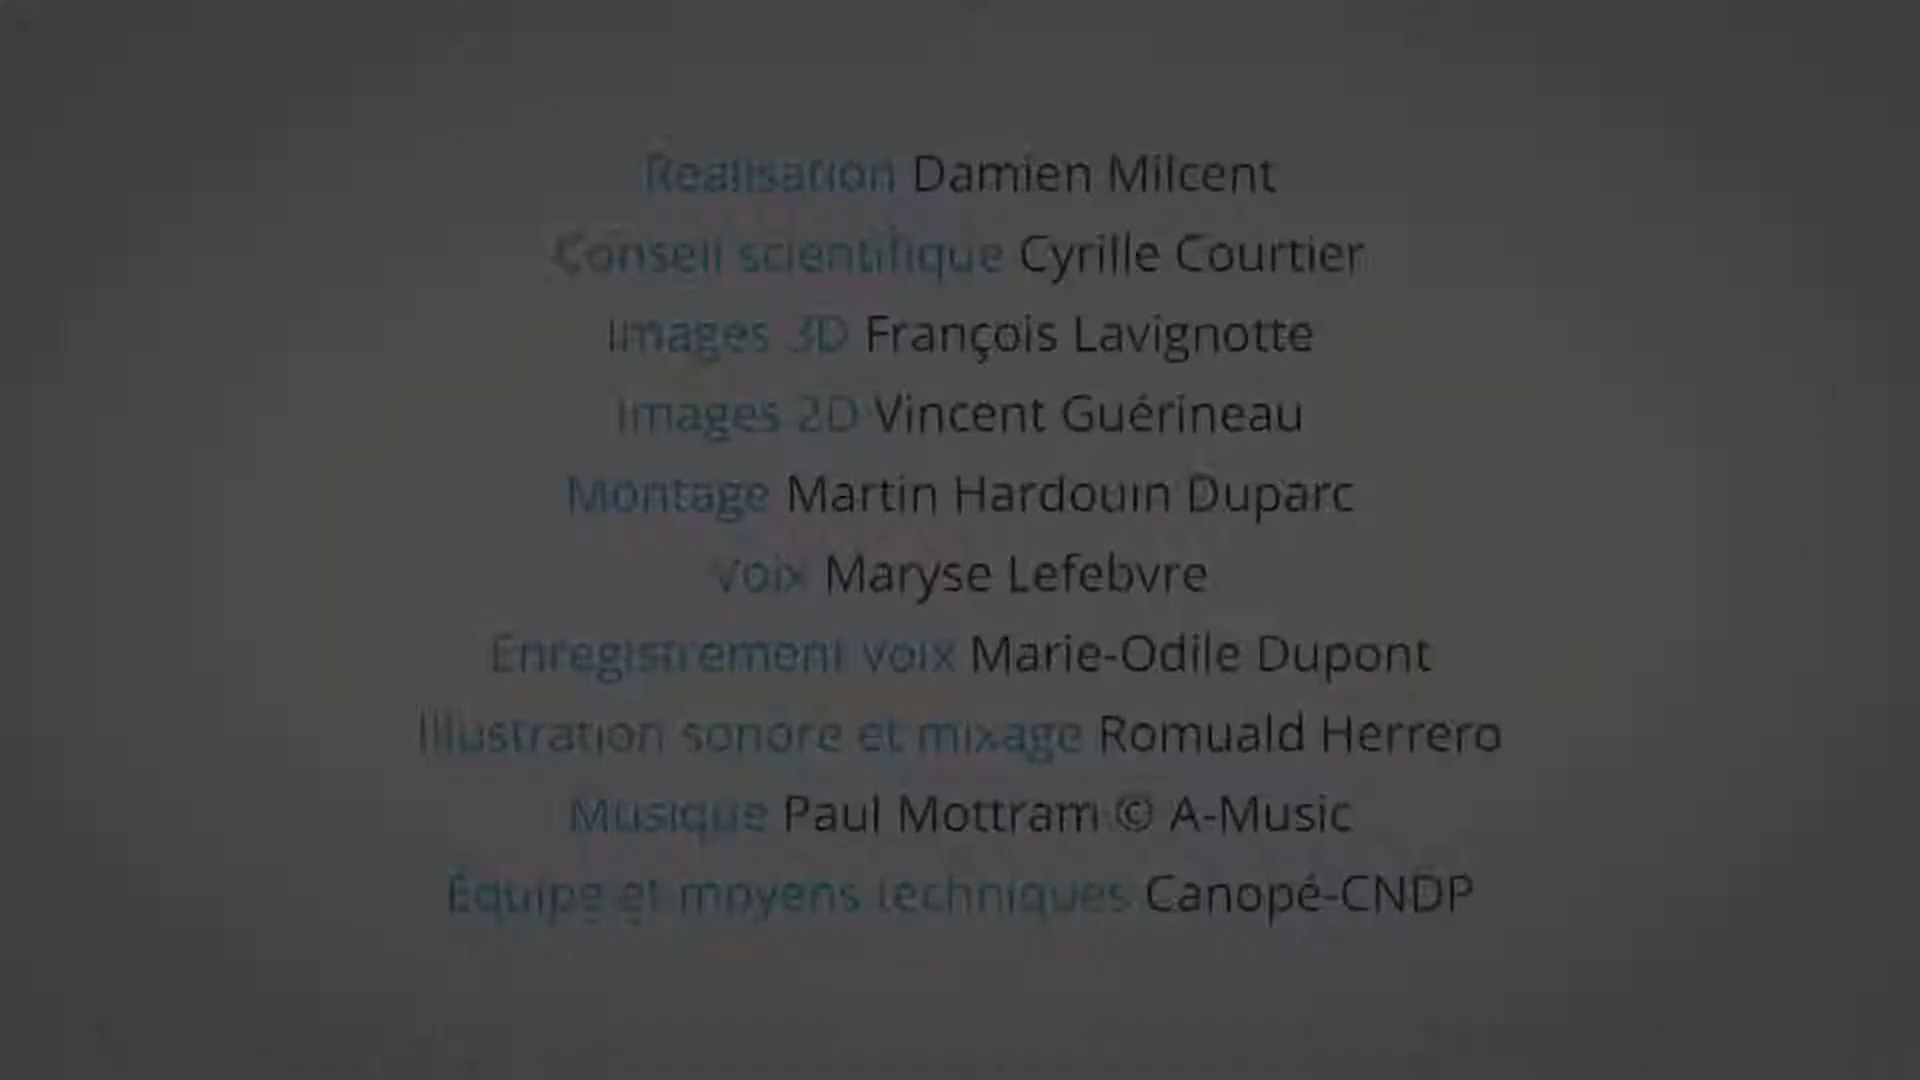 Réalisation Damien Milcent
Conseil scientifique Cyrille Courtier
Images 3D François Lavignotte
Images 2D Vincent Guérineau
Montage Martin Hardouin Duparc
Voix Maryse Lefebvre
Enregistrement voix Marie-Odile Dupont
Illustration sonore et mixage Romuald Herrero
Musique Paul Mottram © A-Music
Équipe et moyens techniques Canopé-CNDP